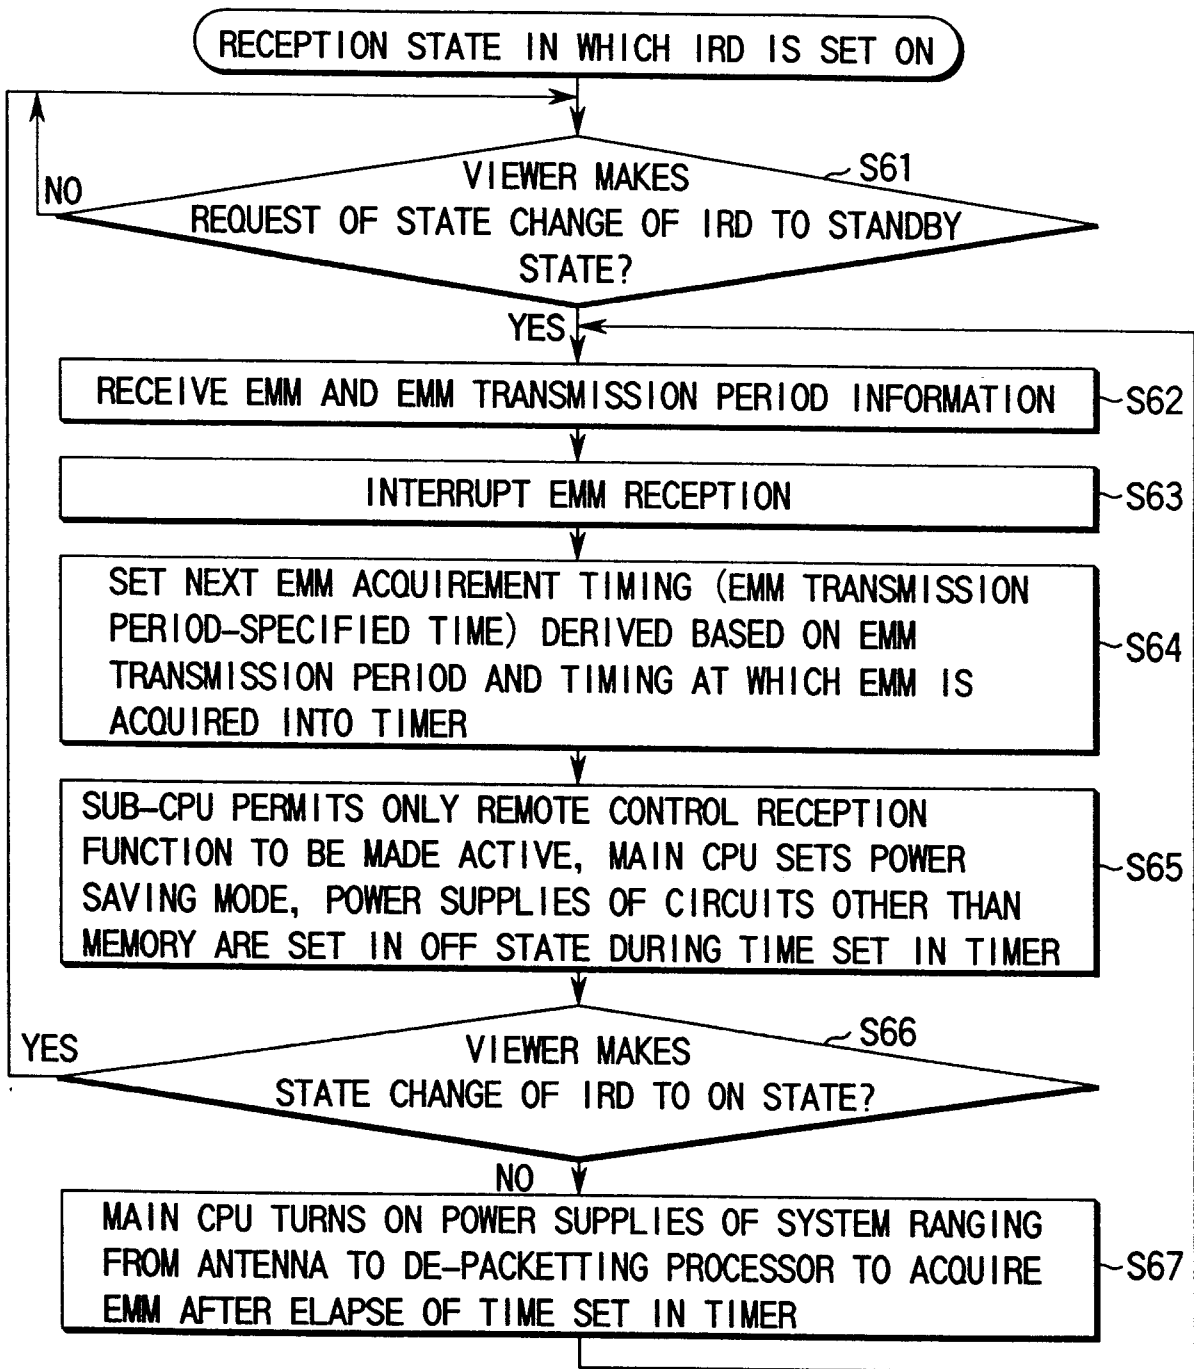 RECEPTION STATE IN WHICH IRD IS SET ON
VIEWER MAKES
REQUEST OF STATE CHANGE OF IRD TO STANDBY
STATE?
S61
NO
YES
RECEIVE EMM AND EMM TRANSMISSION PERIOD INFORMATION
S62
INTERRUPT EMM RECEPTION
S63
SET NEXT EMM ACQUIREMENT TIMING (EMM TRANSMISSION
PERIOD-SPECIFIED TIME) DERIVED BASED ON EMM
TRANSMISSION PERIOD AND TIMING AT WHICH EMM IS
ACQUIRED INTO TIMER
S64
SUB-CPU PERMITS ONLY REMOTE CONTROL RECEPTION
FUNCTION TO BE MADE ACTIVE, MAIN CPU SETS POWER
SAVING MODE, POWER SUPPLIES OF CIRCUITS OTHER THAN
MEMORY ARE SET IN OFF STATE DURING TIME SET IN TIMER
S65
VIEWER MAKES
STATE CHANGE OF IRD TO ON STATE?
S66
YES
NO
MAIN CPU TURNS ON POWER SUPPLIES OF SYSTEM RANGING
FROM ANTENNA TO DE-PACKETTING PROCESSOR TO ACQUIRE
EMM AFTER ELAPSE OF TIME SET IN TIMER
S67